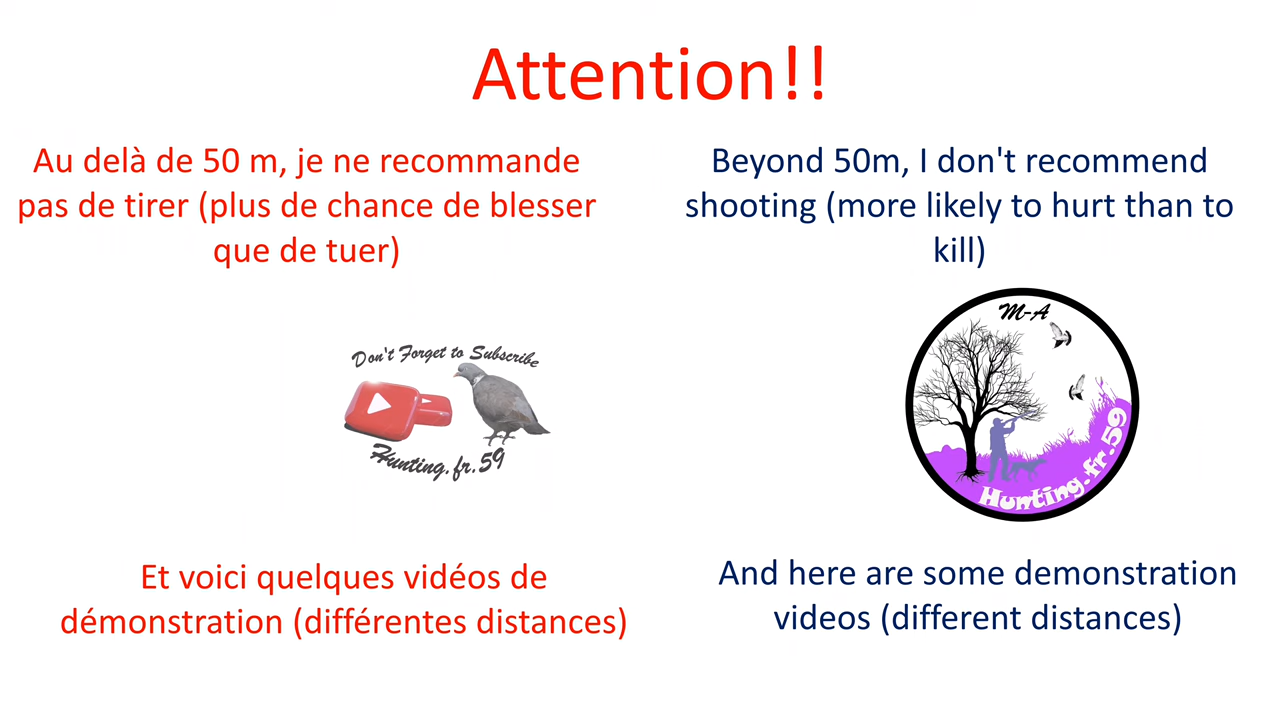 Attention!!
Au delà de 50 m, je ne recommande
pas de tirer (plus de chance de blesser
que de tuer)
Beyond 50m, I don't recommend
shooting (more likely to hurt than to
kill)
Don't Forget to Subscribe
Hunting.fr.59
M-A
Hunting.fr.59
Et voici quelques vidéos de
démonstration (différentes distances)
And here are some demonstration
videos (different distances)